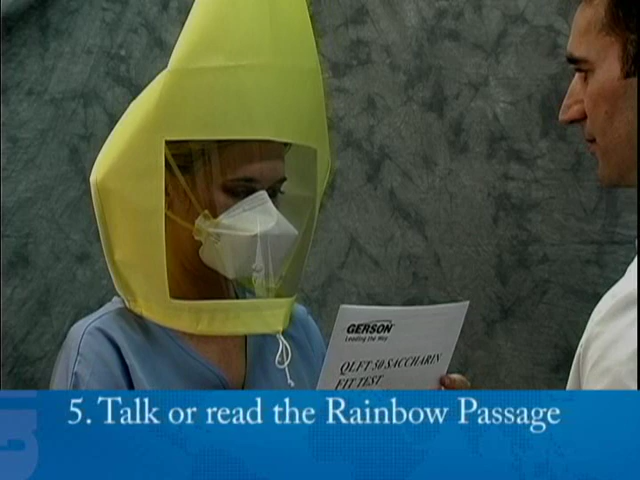 GERSON
Leading the Way
QLFT 50 SACCHARIN
FIT TEST
5. Talk or read the Rainbow Passage
G